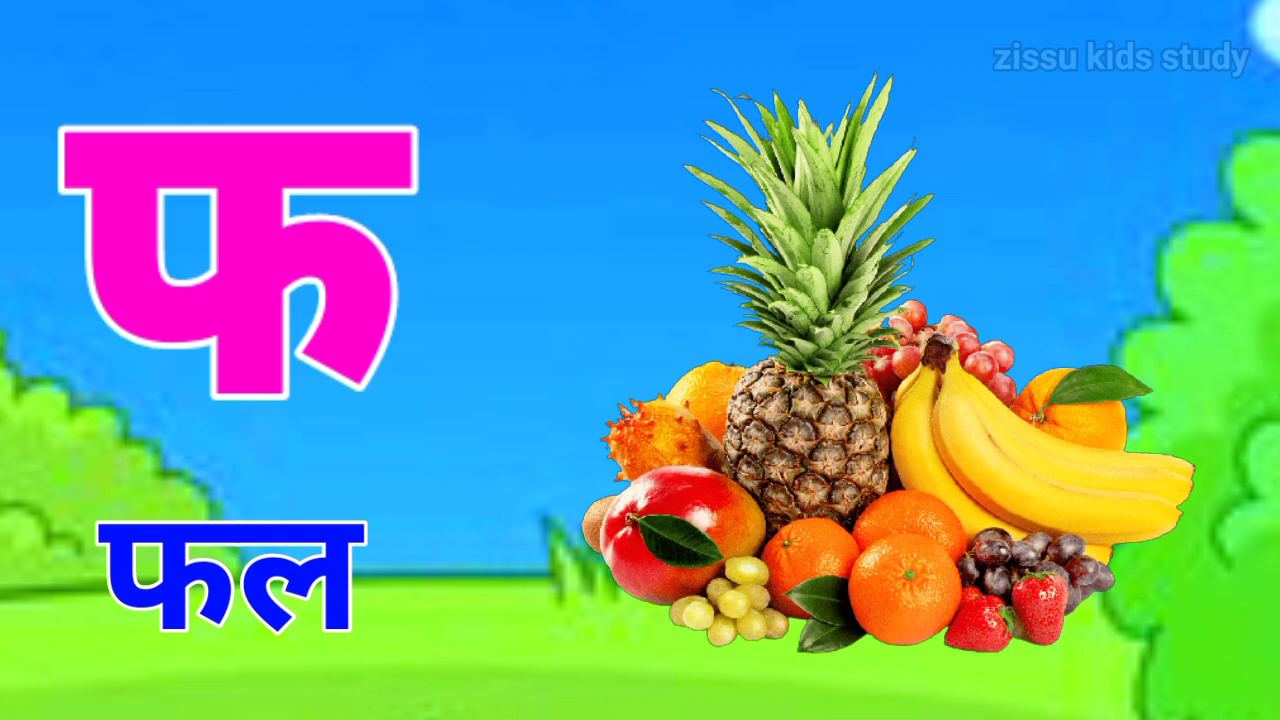 zissu kids study
फ
फल